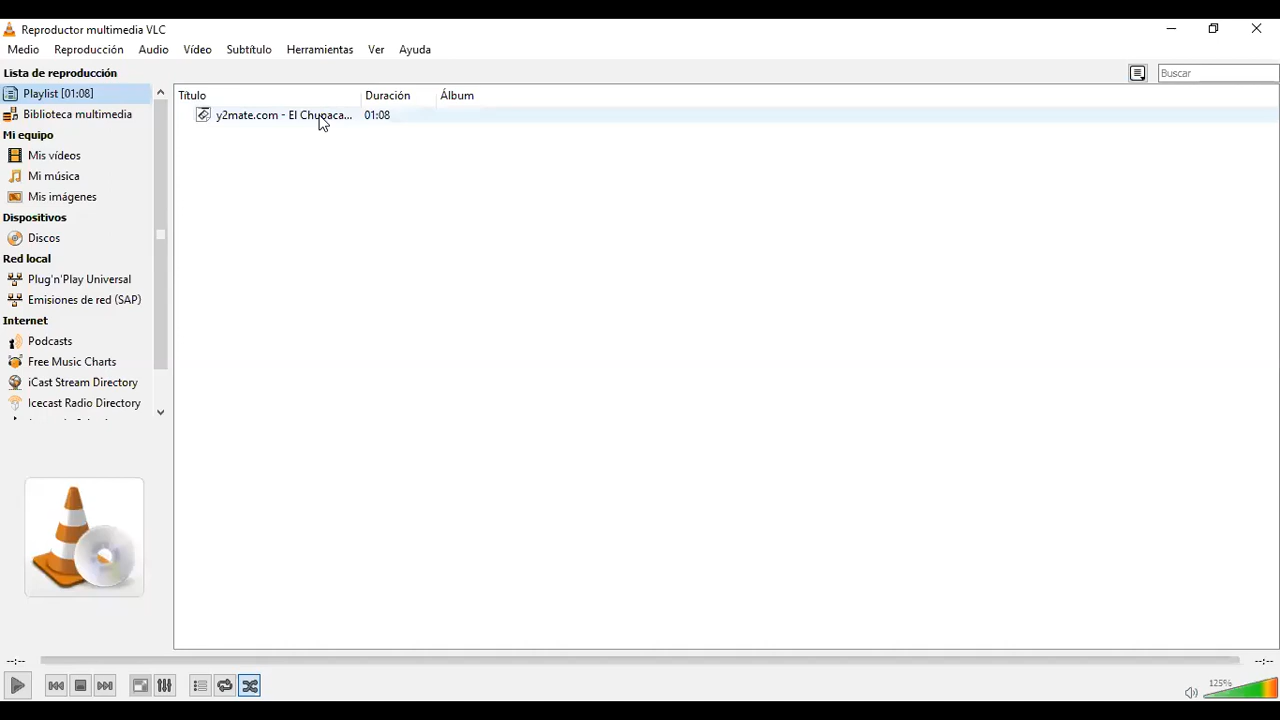 Reproductor multimedia VLC
Medio Reproducción Audio Vídeo Subtítulo Herramientas Ver Ayuda
Lista de reproducción
Buscar
Playlist [01:08]
Biblioteca multimedia
Mi equipo
Mis vídeos
Mi música
Mis imágenes
Dispositivos
Discos
Red local
Plug'n'Play Universal
Emisiones de red (SAP)
Internet
Podcasts
Free Music Charts
iCast Stream Directory
Icecast Radio Directory
Título Duración Álbum
y2mate.com - El Chupaca... 01:08
--:-- --:--
125%